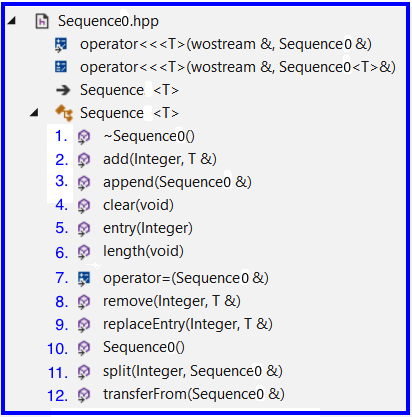 Sequence0.hpp
operator<<<T>(wostream &, Sequence0 &)
operator<<<T>(wostream &, Sequence0<T>&)
Sequence <T>
Sequence <T>
1. ~Sequence0()
2. add(Integer, T &)
3. append(Sequence0 &)
4. clear(void)
5. entry(Integer)
6. length(void)
7. operator=(Sequence0 &)
8. remove(Integer, T &)
9. replaceEntry(Integer, T &)
10. Sequence0()
11. split(Integer, Sequence0 &)
12. transferFrom(Sequence0 &)